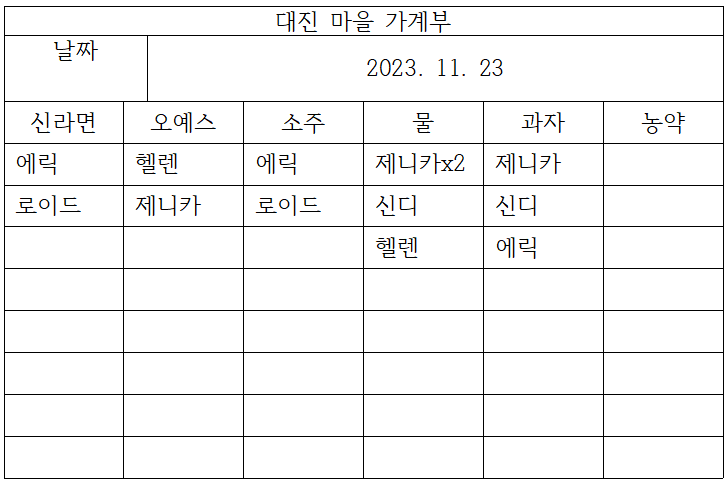 대진 마을 가계부
날짜 2023. 11. 23
신라면 오예스 소주 물 과자 농약
에릭 헬렌 에릭 제니카x2 제니카
로이드 제니카 로이드 신디 신디
헬렌 에릭